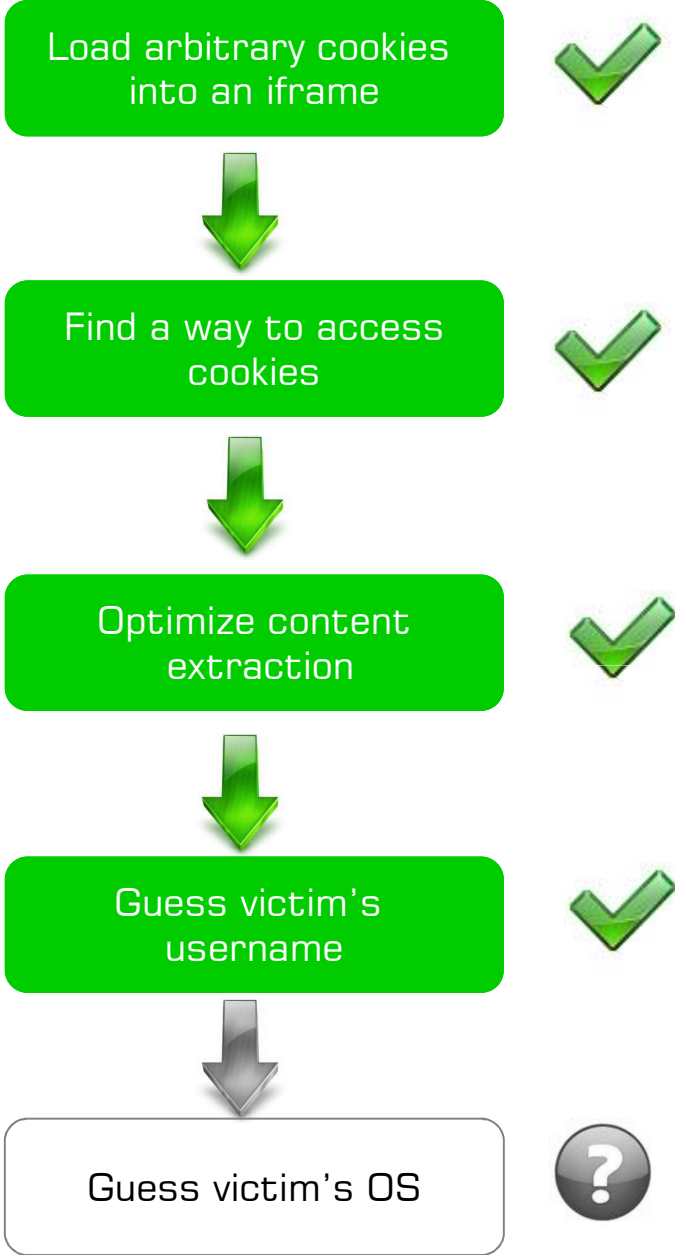 Load arbitrary cookies
into an iframe
Find a way to access
cookies
Optimize content
extraction
Guess victim’s
username
Guess victim’s OS
?